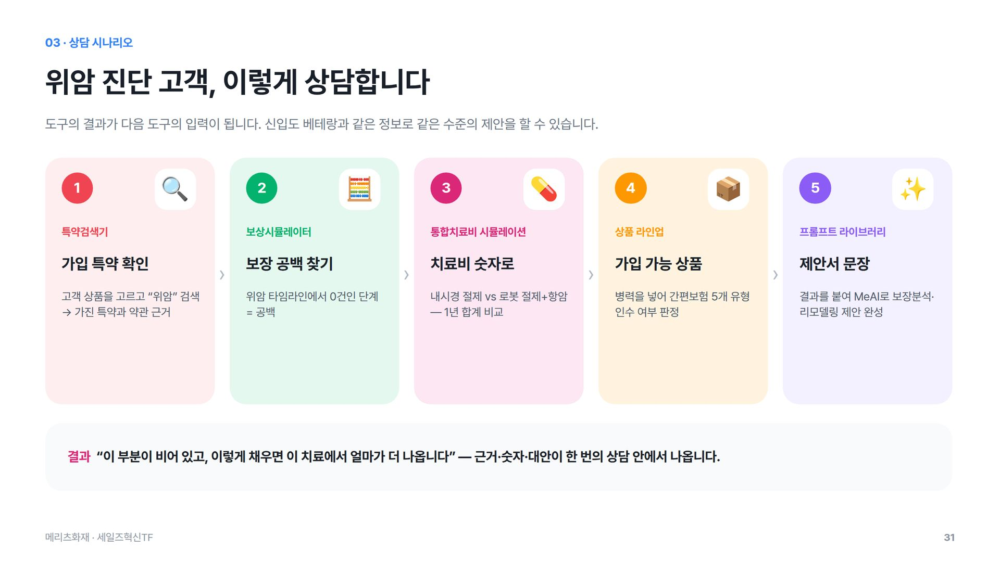 03 · 상담 시나리오
위암 진단 고객, 이렇게 상담합니다
도구의 결과가 다음 도구의 입력이 됩니다. 신입도 베테랑과 같은 정보로 같은 수준의 제안을 할 수 있습니다.
1
특약검색기
가입 특약 확인
고객 상품을 고르고 “위암” 검색
→ 가진 특약과 약관 근거
›
2
보상시뮬레이터
보장 공백 찾기
위암 타임라인에서 0건인 단계
= 공백
›
3
통합치료비 시뮬레이션
치료비 숫자로
내시경 절제 vs 로봇 절제+항암
— 1년 합계 비교
›
4
상품 라인업
가입 가능 상품
병력을 넣어 간편보험 5개 유형
인수 여부 판정
›
5
프롬프트 라이브러리
제안서 문장
결과를 붙여 MeAI로 보장분석·
리모델링 제안 완성
결과 “이 부분이 비어 있고, 이렇게 채우면 이 치료에서 얼마가 더 나옵니다” — 근거·숫자·대안이 한 번의 상담 안에서 나옵니다.
메리츠화재 · 세일즈혁신TF
31